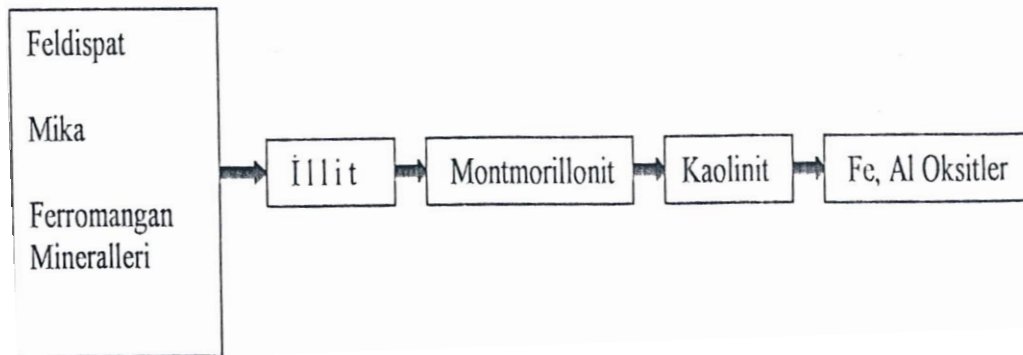 Feldispat
Mika
Ferromangan
Mineralleri
İllit
Montmorillonit
Kaolinit
Fe, Al Oksitler